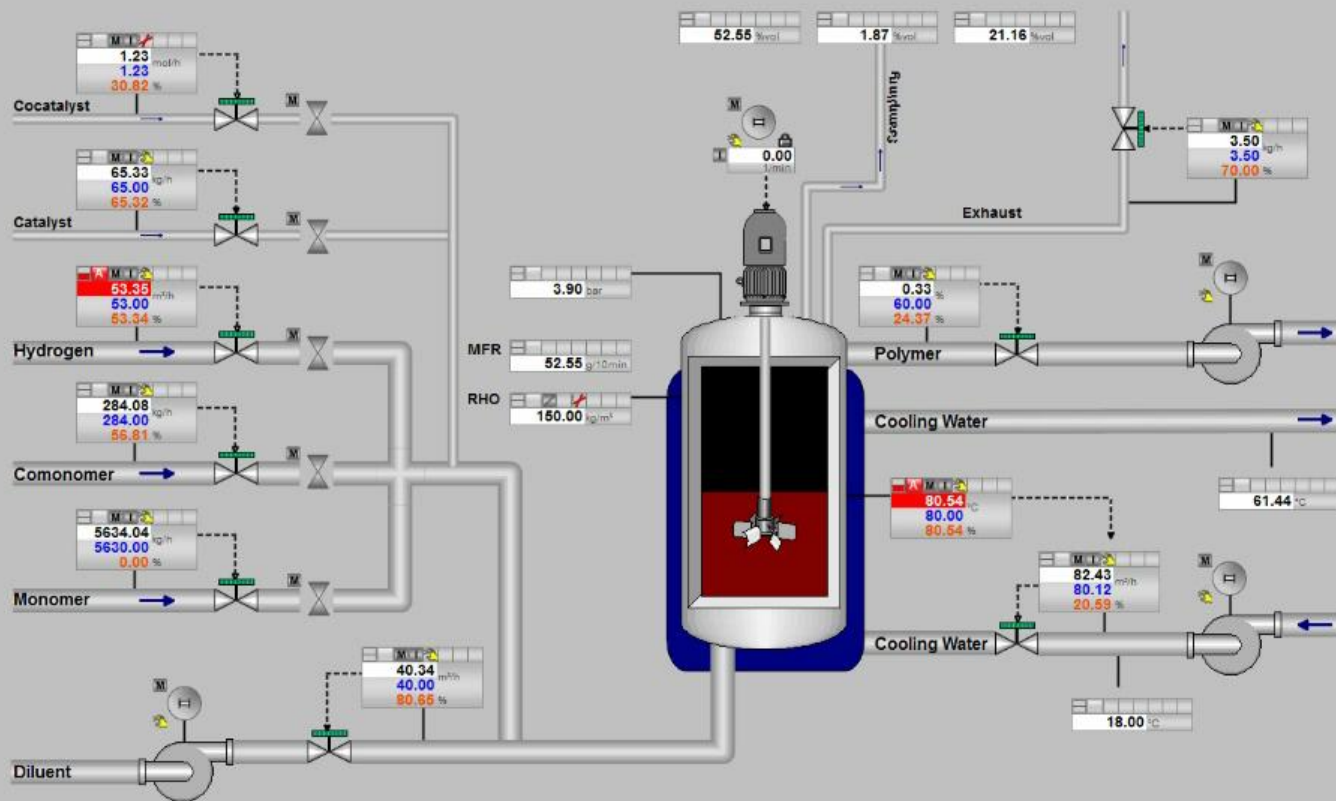 52.55 %vol
1.87 %vol
21.16 %vol
M I
1.23 mol/h
1.23
30.82 %
Cocatalyst
M
M I
65.33 kg/h
65.00
65.32 %
Catalyst
M
A M I
53.35 m³/h
53.00
53.34 %
Hydrogen
M
M I
284.08 kg/h
284.00
56.81 %
Comonomer
M
M I
5634.04 kg/h
5630.00
0.00 %
Monomer
M
M I
40.34 m³/h
40.00
80.65 %
M
Diluent
M
I 0.00
1/min
Sampling
3.90 bar
MFR
52.55 g/10min
RHO
150.00 kg/m³
M I
3.50 kg/h
3.50
70.00 %
Exhaust
M I
0.33 %
60.00
24.37 %
M
Polymer
Cooling Water
61.44 °C
A M I
80.54 °C
80.00
80.54 %
M I
82.43 m³/h
80.12
20.59 %
M
Cooling Water
18.00 °C